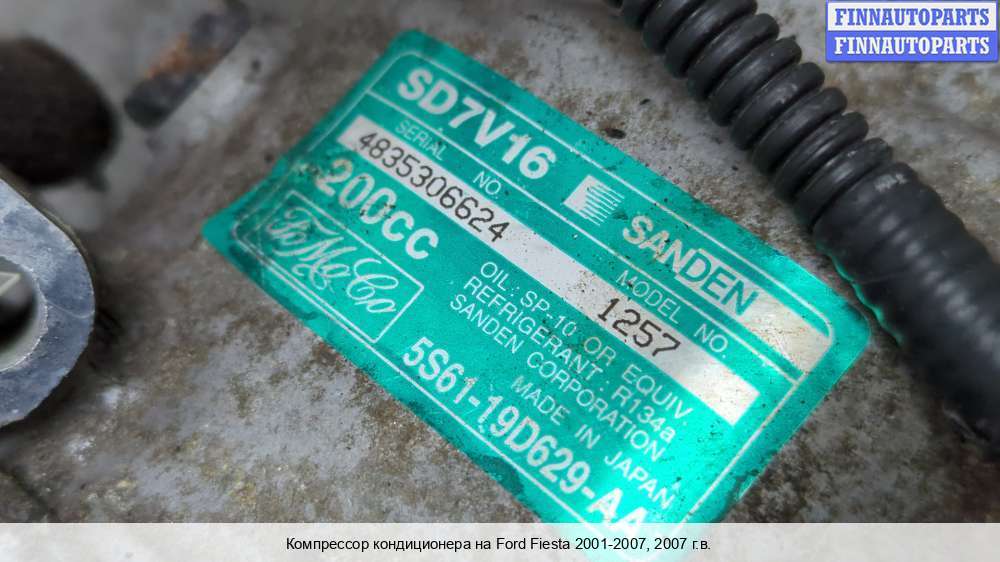 FINNAUTOPARTS
FINNAUTOPARTS
SD7V16
SANDEN
SERIAL NO.
MODEL NO.
4835306624
1257
200CC
OIL: SP-10 OR EQUIV.
REFRIGERANT: R134a
SANDEN CORPORATION
MADE IN JAPAN
FoMoCo
5S61-19D629-AA
Компрессор кондиционера на Ford Fiesta 2001-2007, 2007 г.в.